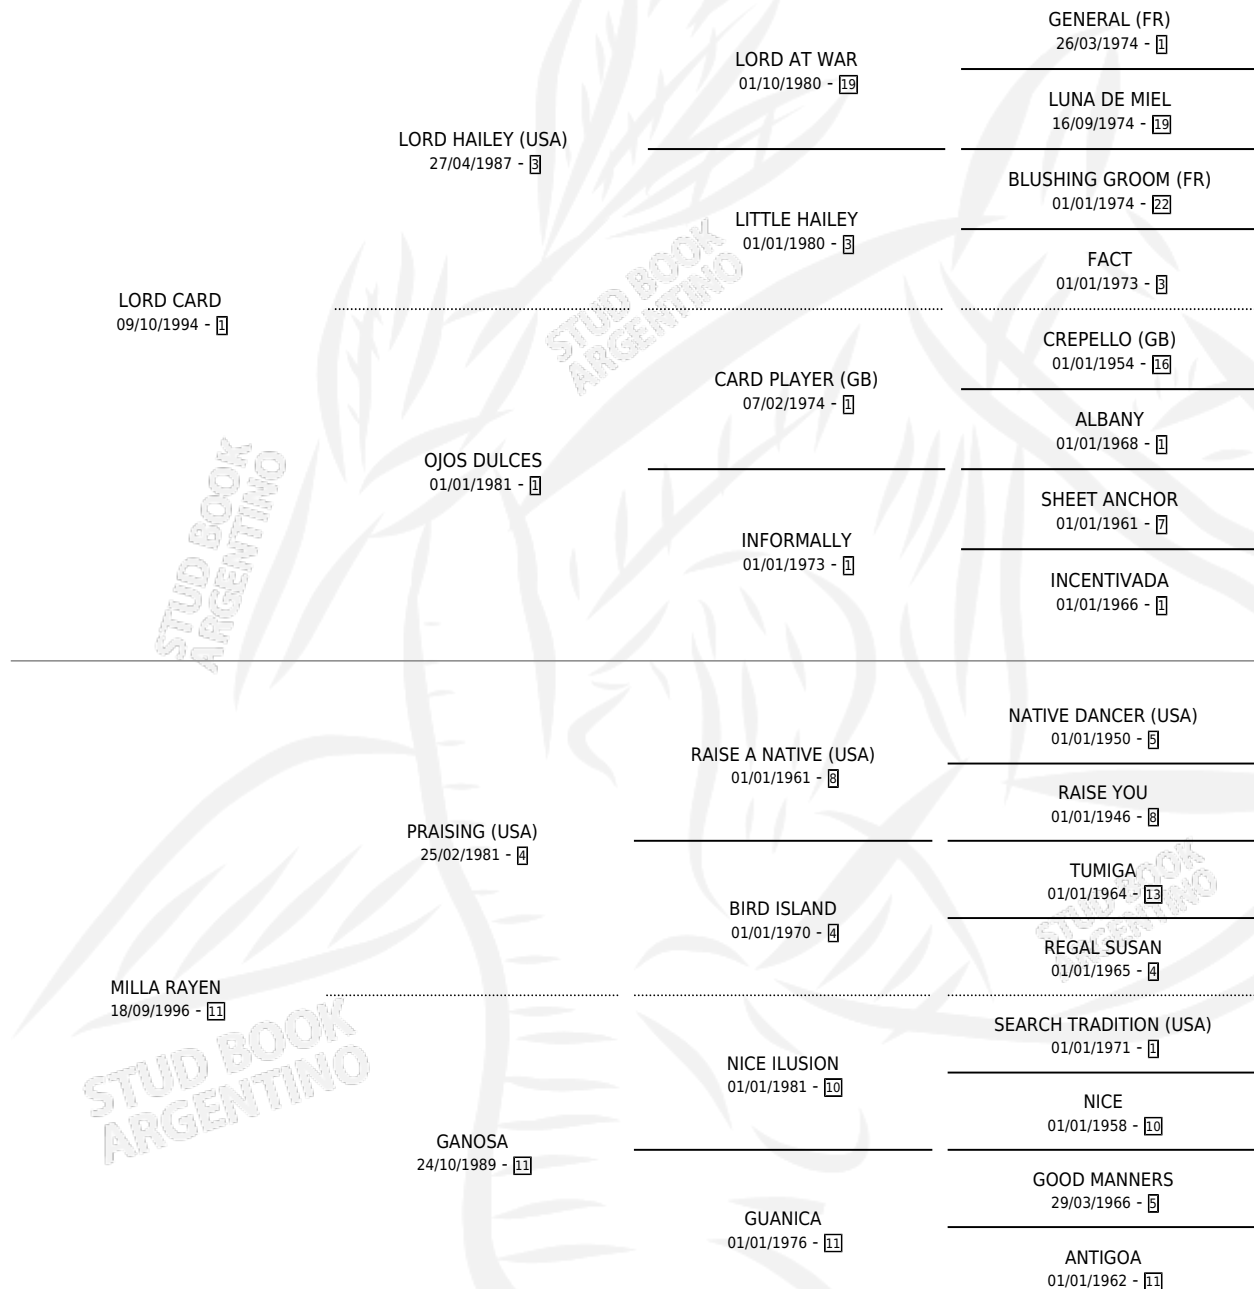 GENERAL (FR)
26/03/1974 - 1
LORD AT WAR
01/10/1980 - 19
LUNA DE MIEL
16/09/1974 - 19
LORD HAILEY (USA)
27/04/1987 - 3
BLUSHING GROOM (FR)
01/01/1974 - 22
LITTLE HAILEY
01/01/1980 - 3
FACT
01/01/1973 - 3
LORD CARD
09/10/1994 - 1
CREPELLO (GB)
01/01/1954 - 16
CARD PLAYER (GB)
07/02/1974 - 1
ALBANY
01/01/1968 - 1
OJOS DULCES
01/01/1981 - 1
SHEET ANCHOR
01/01/1961 - 7
INFORMALLY
01/01/1973 - 1
INCENTIVADA
01/01/1966 - 1
NATIVE DANCER (USA)
01/01/1950 - 5
RAISE A NATIVE (USA)
01/01/1961 - 8
RAISE YOU
01/01/1946 - 8
PRAISING (USA)
25/02/1981 - 4
TUMIGA
01/01/1964 - 13
BIRD ISLAND
01/01/1970 - 4
REGAL SUSAN
01/01/1965 - 4
MILLA RAYEN
18/09/1996 - 11
SEARCH TRADITION (USA)
01/01/1971 - 1
NICE ILUSION
01/01/1981 - 10
NICE
01/01/1958 - 10
GANOSA
24/10/1989 - 11
GOOD MANNERS
29/03/1966 - 5
GUANICA
01/01/1976 - 11
ANTIGOA
01/01/1962 - 11
STUD BOOK
ARGENTINO
STUD BOOK
ARGENTINO
STUD BOOK
ARGENTINO
STUD BOOK
ARGENTINO